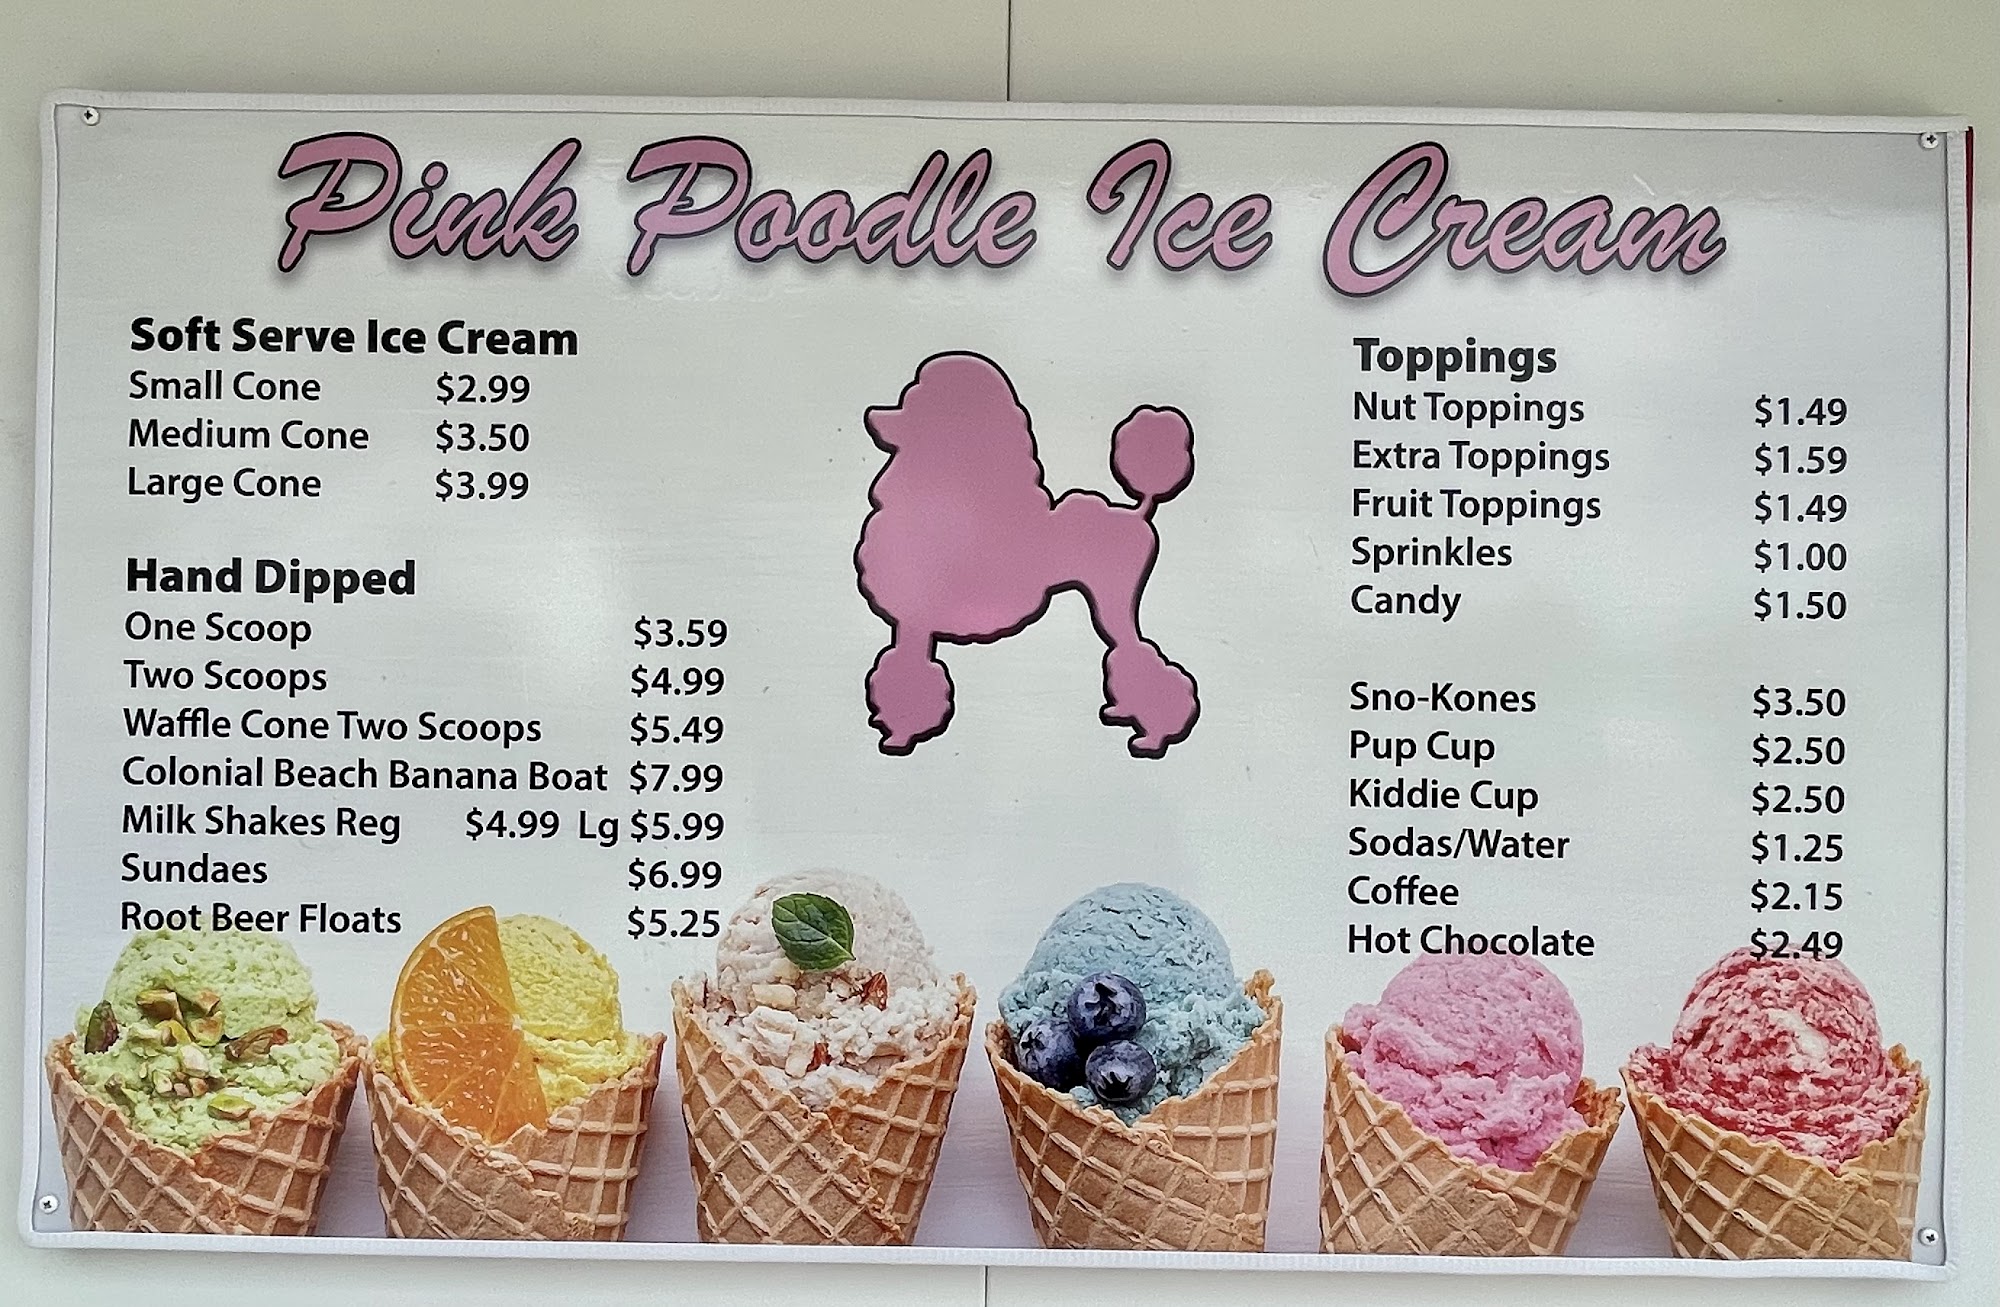 Pink Poodle Ice Cream
Soft Serve Ice Cream
Small Cone $2.99
Medium Cone $3.50
Large Cone $3.99
Hand Dipped
One Scoop $3.59
Two Scoops $4.99
Waffle Cone Two Scoops $5.49
Colonial Beach Banana Boat $7.99
Milk Shakes Reg $4.99 Lg $5.99
Sundaes $6.99
Root Beer Floats $5.25
Toppings
Nut Toppings $1.49
Extra Toppings $1.59
Fruit Toppings $1.49
Sprinkles $1.00
Candy $1.50
Sno-Kones $3.50
Pup Cup $2.50
Kiddie Cup $2.50
Sodas/Water $1.25
Coffee $2.15
Hot Chocolate $2.49